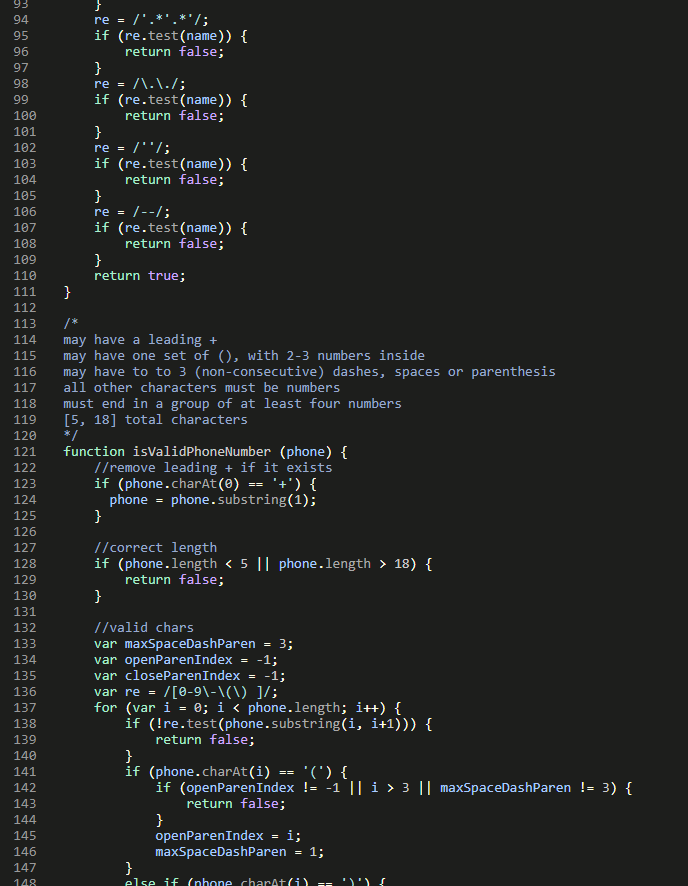 93 }
94 re = /'.*'.*'/;
95 if (re.test(name)) {
96 return false;
97 }
98 re = /\.\./;
99 if (re.test(name)) {
100 return false;
101 }
102 re = /''/;
103 if (re.test(name)) {
104 return false;
105 }
106 re = /--/;
107 if (re.test(name)) {
108 return false;
109 }
110 return true;
111 }
112
113 /*
114 may have a leading +
115 may have one set of (), with 2-3 numbers inside
116 may have to to 3 (non-consecutive) dashes, spaces or parenthesis
117 all other characters must be numbers
118 must end in a group of at least four numbers
119 [5, 18] total characters
120 */
121 function isValidPhoneNumber (phone) {
122 //remove leading + if it exists
123 if (phone.charAt(0) == '+') {
124 phone = phone.substring(1);
125 }
126
127 //correct length
128 if (phone.length < 5 || phone.length > 18) {
129 return false;
130 }
131
132 //valid chars
133 var maxSpaceDashParen = 3;
134 var openParenIndex = -1;
135 var closeParenIndex = -1;
136 var re = /[0-9\-\(\) ]/;
137 for (var i = 0; i < phone.length; i++) {
138 if (!re.test(phone.substring(i, i+1))) {
139 return false;
140 }
141 if (phone.charAt(i) == '(') {
142 if (openParenIndex != -1 || i > 3 || maxSpaceDashParen != 3) {
143 return false;
144 }
145 openParenIndex = i;
146 maxSpaceDashParen = 1;
147 }
148 else if (phone.charAt(i) == ')') {